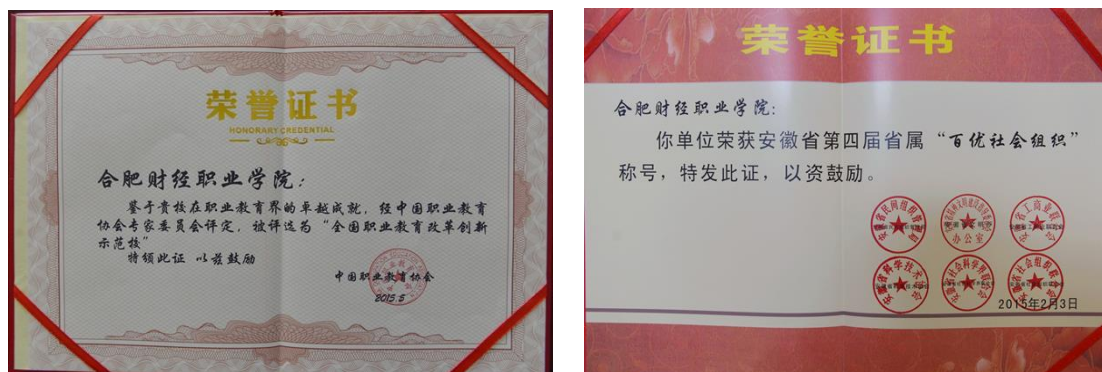 荣誉证书
HONORARY CREDENTIAL
合肥财经职业学院：
鉴于贵校在职业教育界的卓越成就，经中国职业教育
协会专家委员会评定，被评选为“全国职业教育改革创新
示范校”
特颁此证 以兹鼓励
中国职业教育协会
2015.5
荣誉证书
合肥财经职业学院：
你单位荣获安徽省第四届省属“百优社会组织”
称号，特发此证，以资鼓励。
办公室
2015年2月3日